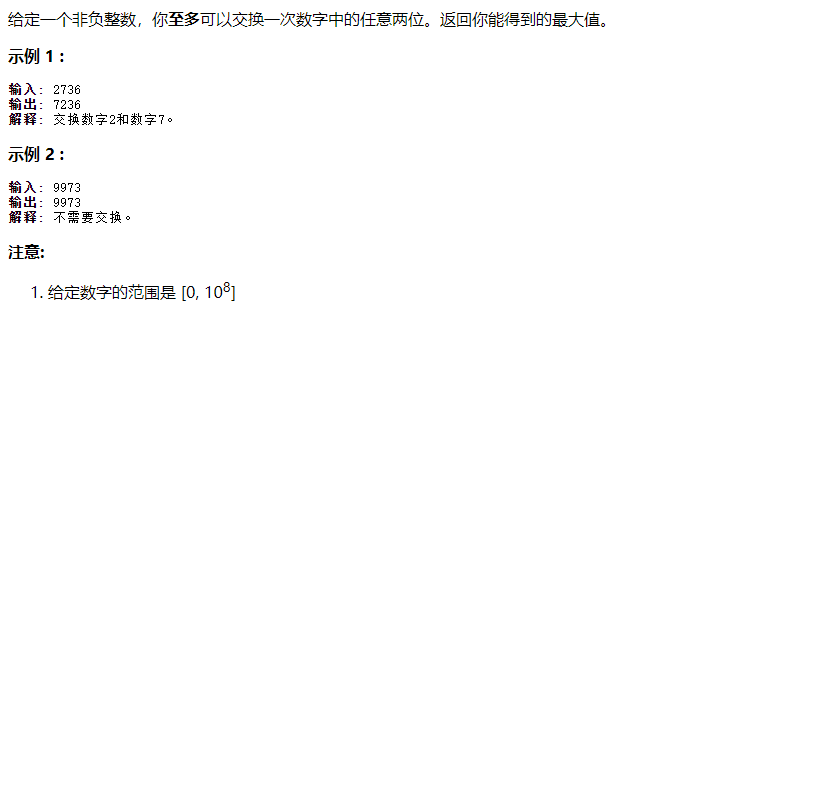 给定一个非负整数，你至多可以交换一次数字中的任意两位。返回你能得到的最大值。
示例 1 :
输入: 2736
输出: 7236
解释: 交换数字2和数字7。
示例 2 :
输入: 9973
输出: 9973
解释: 不需要交换。
注意:
1. 给定数字的范围是 [0, 10⁸]